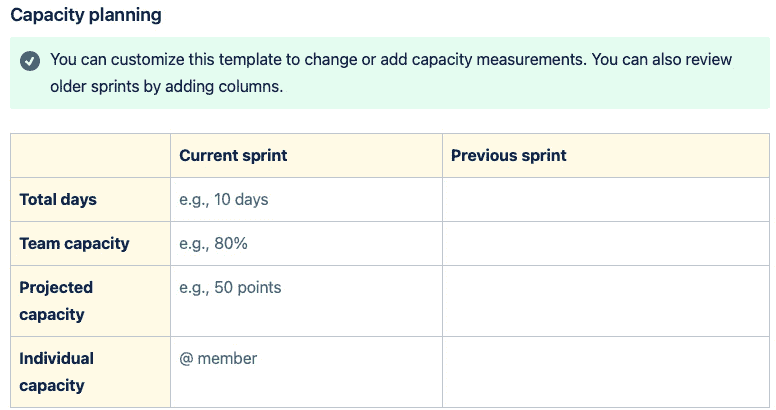 Capacity planning
You can customize this template to change or add capacity measurements. You can also review
older sprints by adding columns.
Current sprint Previous sprint
Total days e.g., 10 days
Team capacity e.g., 80%
Projected e.g., 50 points
capacity
Individual @ member
capacity